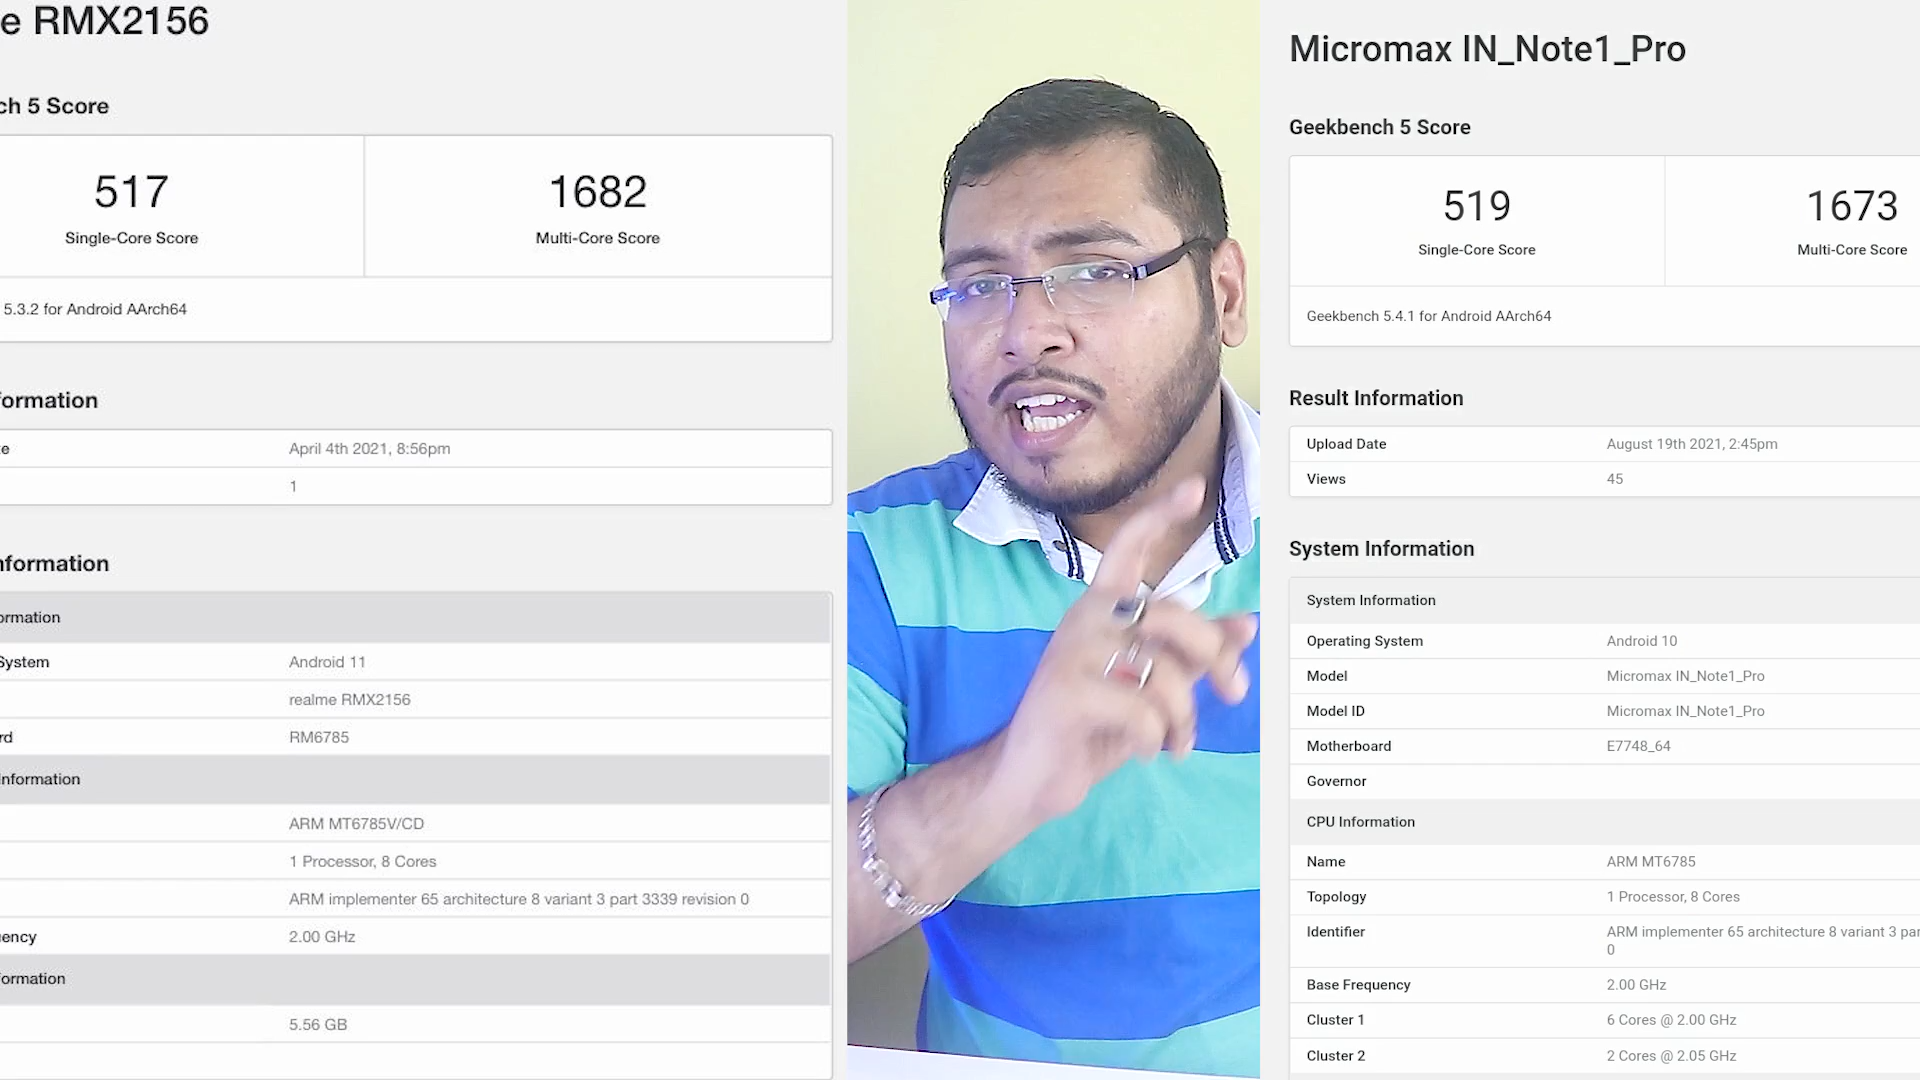 e RMX2156
ch 5 Score
517
Single-Core Score
1682
Multi-Core Score
5.3.2 for Android AArch64
ormation
e
April 4th 2021, 8:56pm
1
nformation
ormation
System
Android 11
realme RMX2156
rd
RM6785
Information
ARM MT6785V/CD
1 Processor, 8 Cores
ARM implementer 65 architecture 8 variant 3 part 3339 revision 0
ency
2.00 GHz
ormation
5.56 GB
Micromax IN_Note1_Pro
Geekbench 5 Score
519
Single-Core Score
1673
Multi-Core Score
Geekbench 5.4.1 for Android AArch64
Result Information
Upload Date
August 19th 2021, 2:45pm
Views
45
System Information
System Information
Operating System
Android 10
Model
Micromax IN_Note1_Pro
Model ID
Micromax IN_Note1_Pro
Motherboard
E7748_64
Governor
CPU Information
Name
ARM MT6785
Topology
1 Processor, 8 Cores
Identifier
ARM implementer 65 architecture 8 variant 3 par
0
Base Frequency
2.00 GHz
Cluster 1
6 Cores @ 2.00 GHz
Cluster 2
2 Cores @ 2.05 GHz